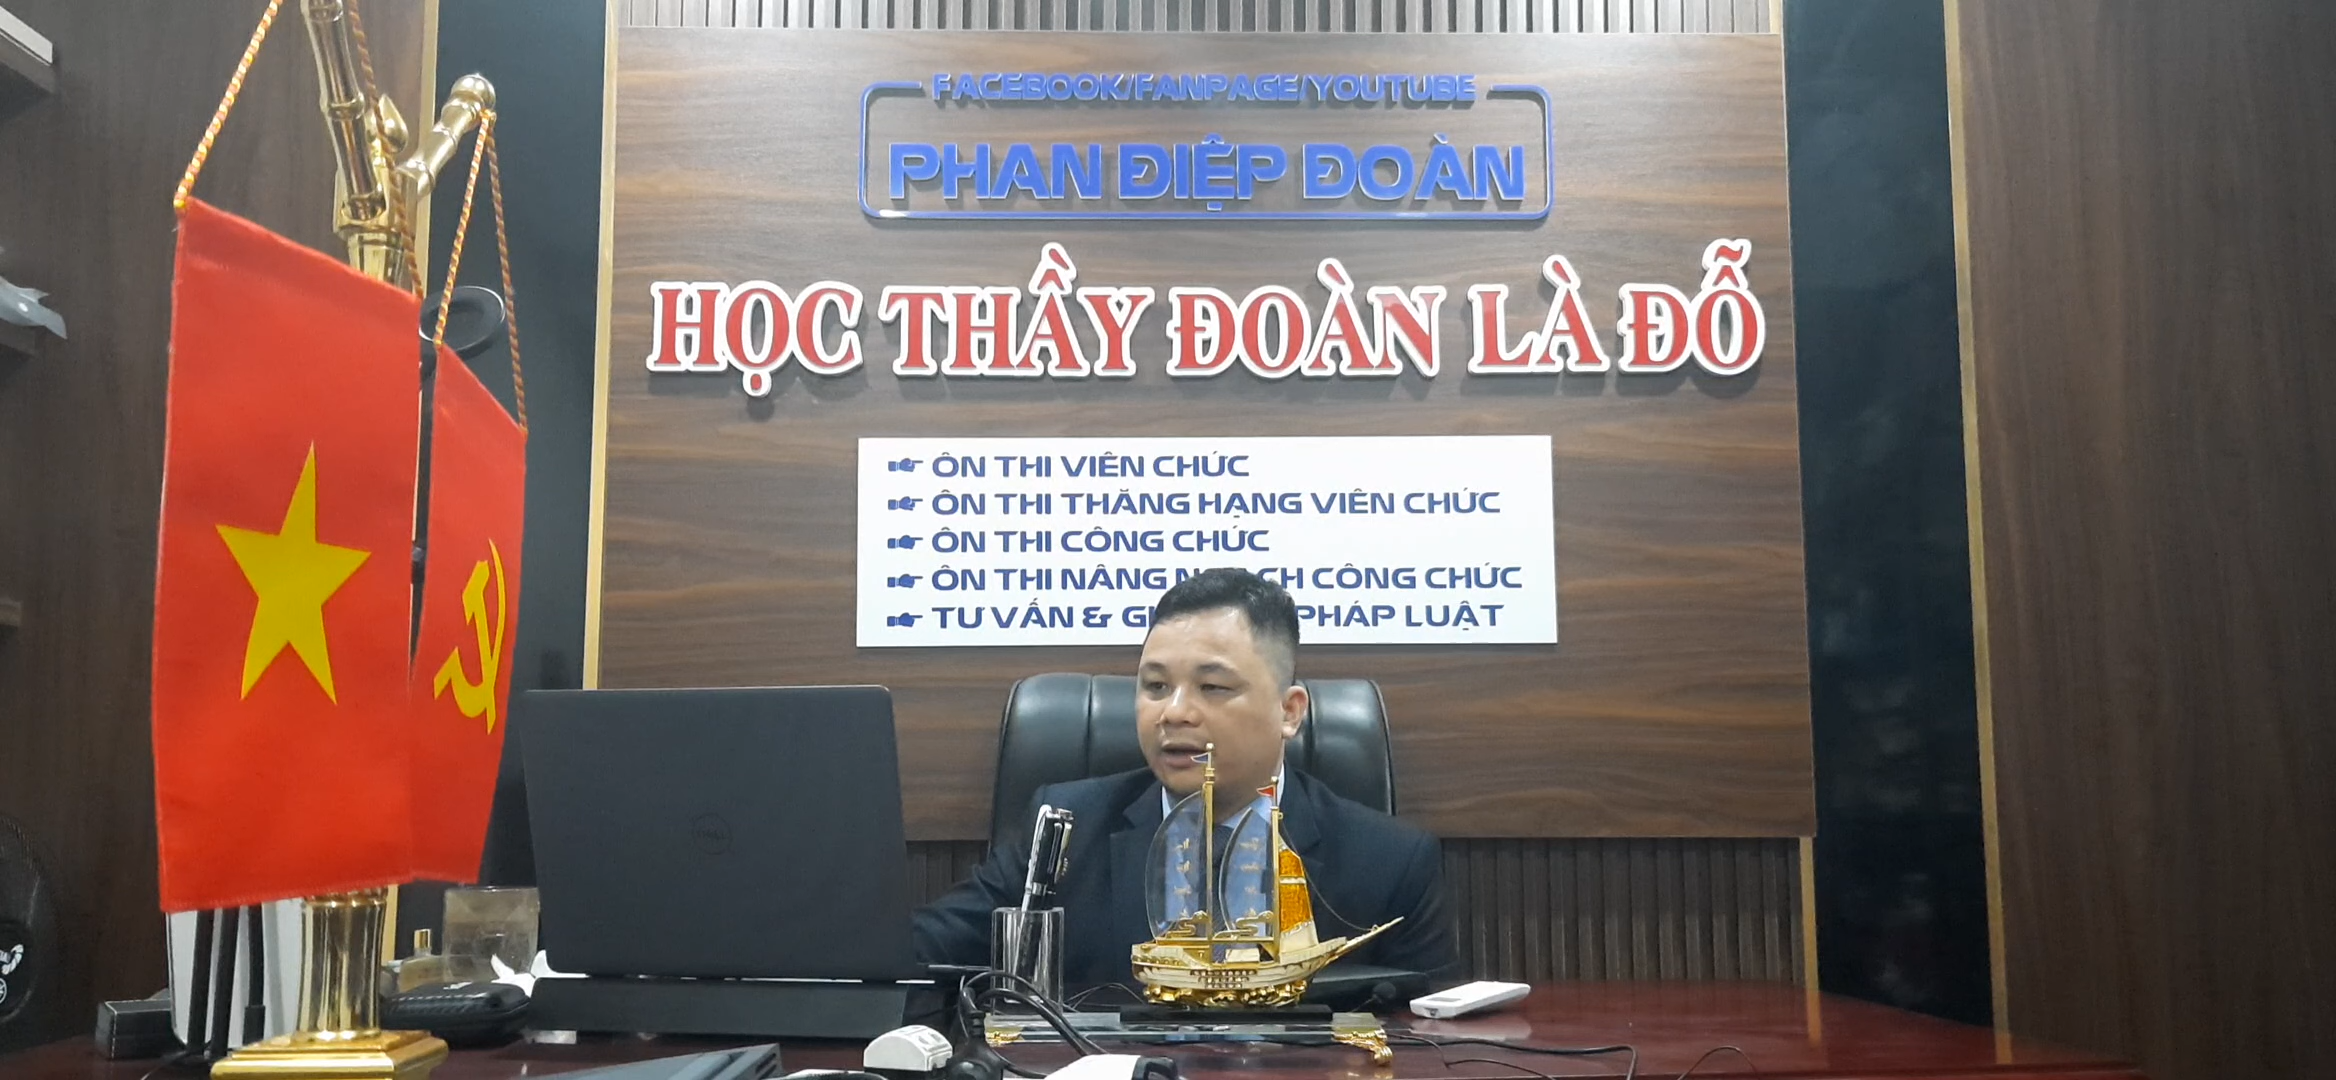 FACEBOOK/FANPAGE/YOUTUBE
PHAN ĐIỆP ĐOÀN
HỌC THẦY ĐOÀN LÀ ĐỖ
ÔN THI VIÊN CHỨC
ÔN THI THĂNG HẠNG VIÊN CHỨC
ÔN THI CÔNG CHỨC
ÔN THI NÂNG CÔNG CHỨC
TƯ VẤN & PHÁP LUẬT
DELL